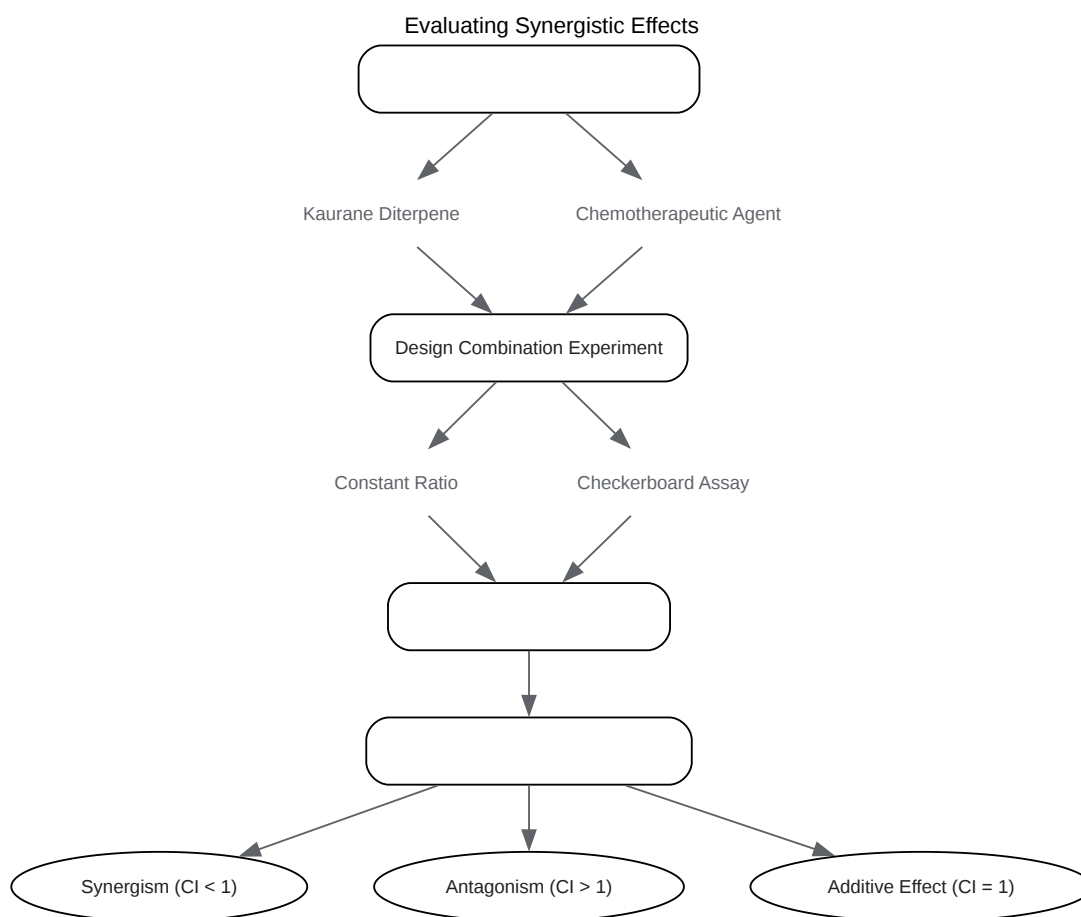 Evaluating Synergistic Effects
Kaurane Diterpene
Chemotherapeutic Agent
Design Combination Experiment
Constant Ratio
Checkerboard Assay
Synergism (CI < 1)
Antagonism (CI > 1)
Additive Effect (CI = 1)